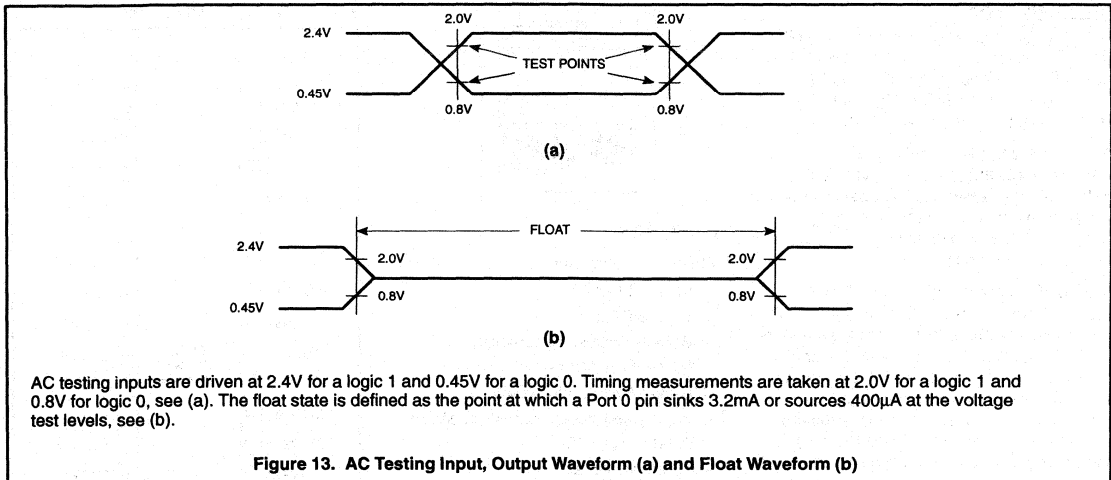 2.0V 2.0V
2.4V
TEST POINTS
0.45V
0.8V 0.8V
(a)
FLOAT
2.4V
2.0V 2.0V
0.8V 0.8V
0.45V
(b)
AC testing inputs are driven at 2.4V for a logic 1 and 0.45V for a logic 0. Timing measurements are taken at 2.0V for a logic 1 and
0.8V for logic 0, see (a). The float state is defined as the point at which a Port 0 pin sinks 3.2mA or sources 400µA at the voltage
test levels, see (b).
Figure 13. AC Testing Input, Output Waveform (a) and Float Waveform (b)